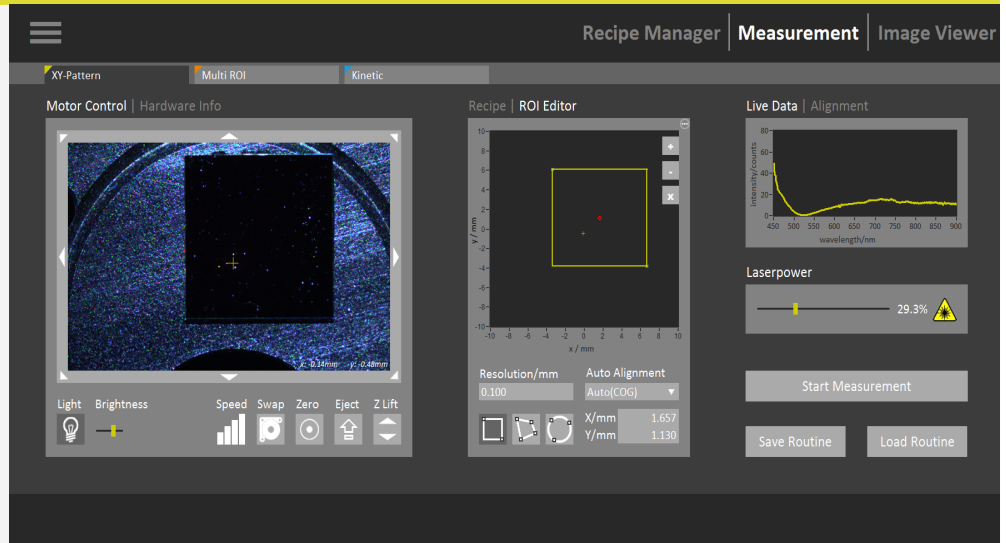 Recipe Manager | Measurement | Image Viewer
XY-Pattern
Multi ROI
Kinetic
Motor Control | Hardware Info
x: -0.14mm y: -0.48mm
Light
Brightness
Speed
Swap
Zero
Eject
Z Lift
Recipe | ROI Editor
10
8
6
4
2
0
-2
-4
-6
-8
-10
y / mm
-10 -8 -6 -4 -2 0 2 4 6 8 10
x / mm
+
-
x
Resolution/mm
0.100
Auto Alignment
Auto(COG)
X/mm 1.657
Y/mm 1.130
Live Data | Alignment
80
60
40
20
0
Intensity/counts
450 500 550 600 650 700 750 800 850 900
wavelength/nm
Laserpower
29.3%
Start Measurement
Save Routine
Load Routine